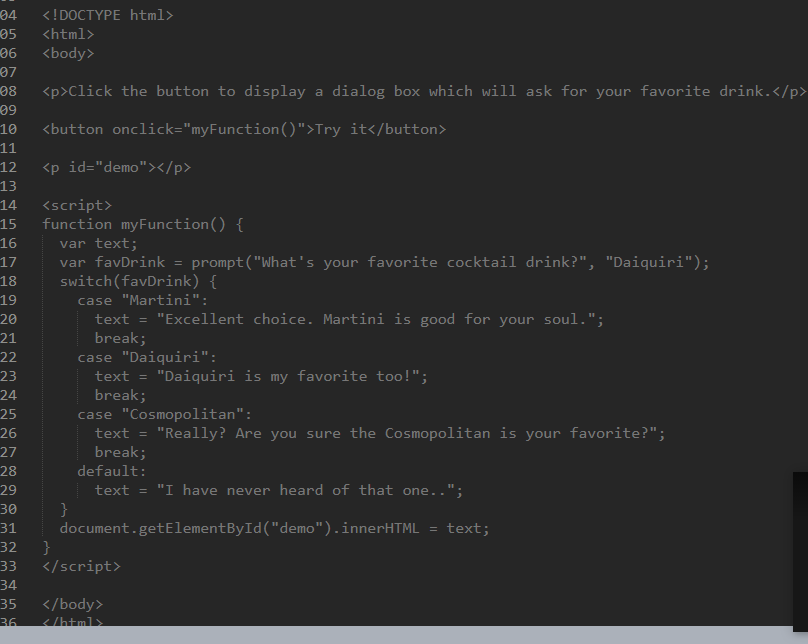 04 <!DOCTYPE html>
05 <html>
06 <body>
07
08 <p>Click the button to display a dialog box which will ask for your favorite drink.</p>
09
10 <button onclick="myFunction()">Try it</button>
11
12 <p id="demo"></p>
13
14 <script>
15 function myFunction() {
16   var text;
17   var favDrink = prompt("What's your favorite cocktail drink?", "Daiquiri");
18   switch(favDrink) {
19     case "Martini":
20       text = "Excellent choice. Martini is good for your soul.";
21       break;
22     case "Daiquiri":
23       text = "Daiquiri is my favorite too!";
24       break;
25     case "Cosmopolitan":
26       text = "Really? Are you sure the Cosmopolitan is your favorite?";
27       break;
28     default:
29       text = "I have never heard of that one..";
30   }
31   document.getElementById("demo").innerHTML = text;
32 }
33 </script>
34
35 </body>
36 </html>